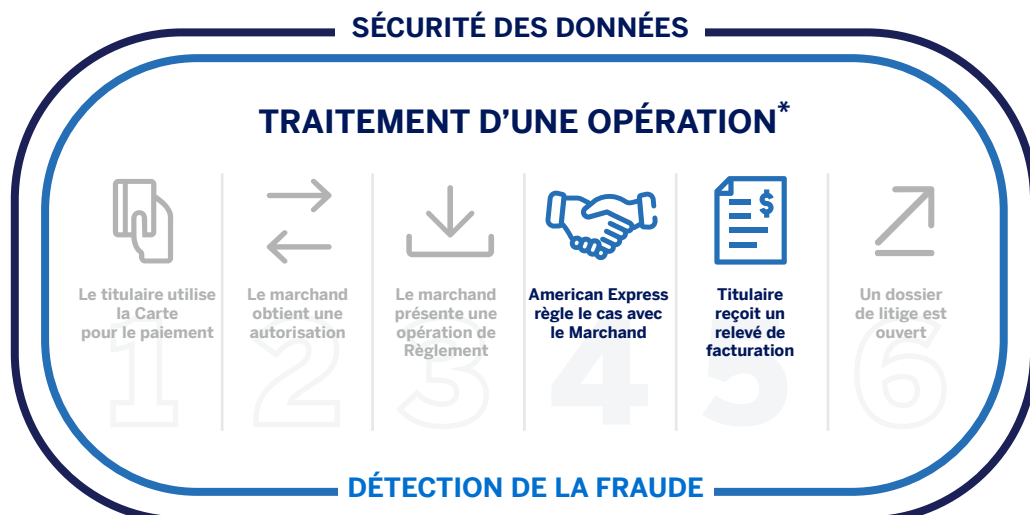 SÉCURITÉ DES DONNÉES
TRAITEMENT D'UNE OPÉRATION*
Le titulaire utilise
la Carte
pour le paiement
1
Le marchand
obtient une
autorisation
2
Le marchand
présente une
opération de
Règlement
3
American Express
règle le cas avec
le Marchand
4
$
Titulaire
reçoit un
relevé de
facturation
5
Un dossier
de litige est
ouvert
6
DÉTECTION DE LA FRAUDE